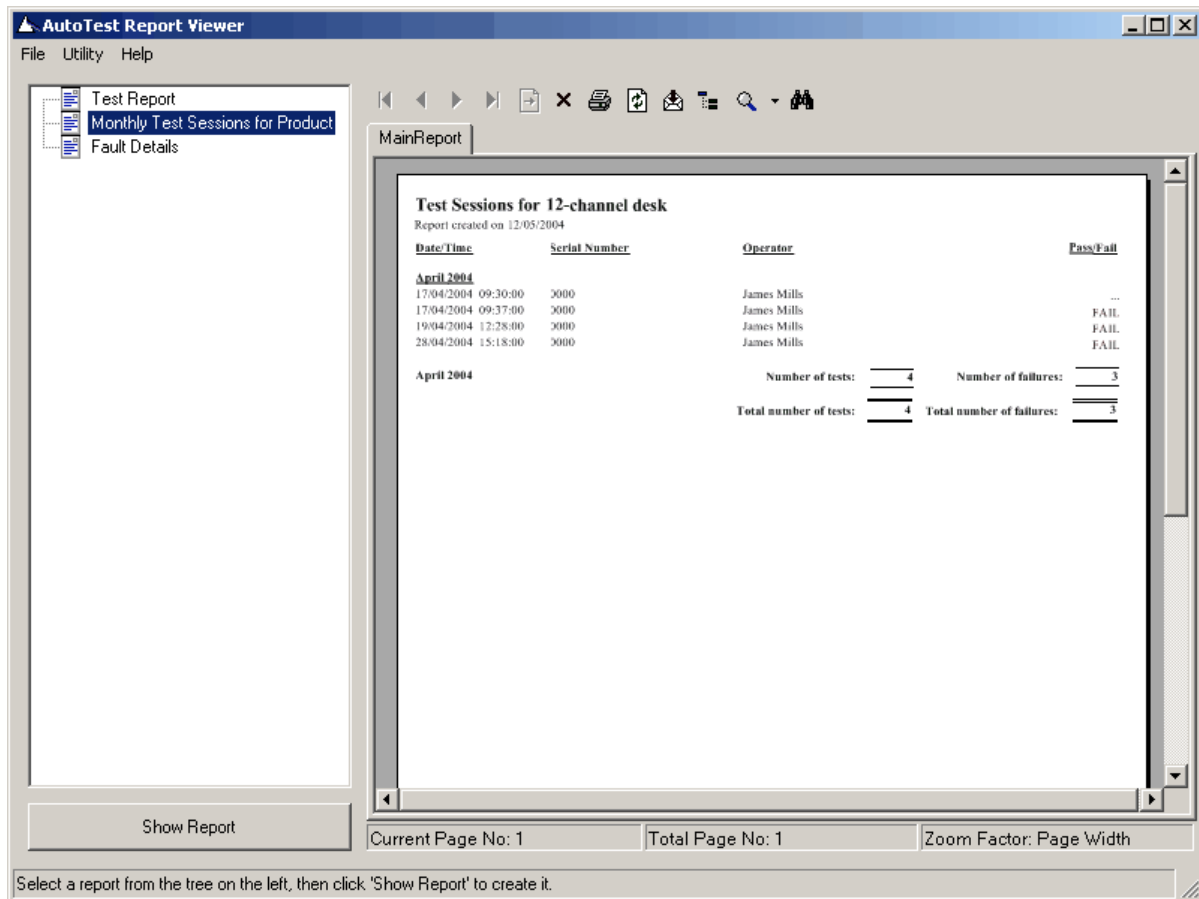 AutoTest Report Viewer
File Utility Help
Test Report
Monthly Test Sessions for Product
Fault Details
MainReport
Test Sessions for 12-channel desk
Report created on 12/05/2004
Date/Time Serial Number Operator Pass/Fail
April 2004
17/04/2004 09:30:00 0000 James Mills ...
17/04/2004 09:37:00 0000 James Mills FAIL
19/04/2004 12:28:00 0000 James Mills FAIL
28/04/2004 15:18:00 0000 James Mills FAIL
April 2004 Number of tests: 4 Number of failures: 3
Total number of tests: 4 Total number of failures: 3
Show Report
Current Page No: 1 Total Page No: 1 Zoom Factor: Page Width
Select a report from the tree on the left, then click 'Show Report' to create it.